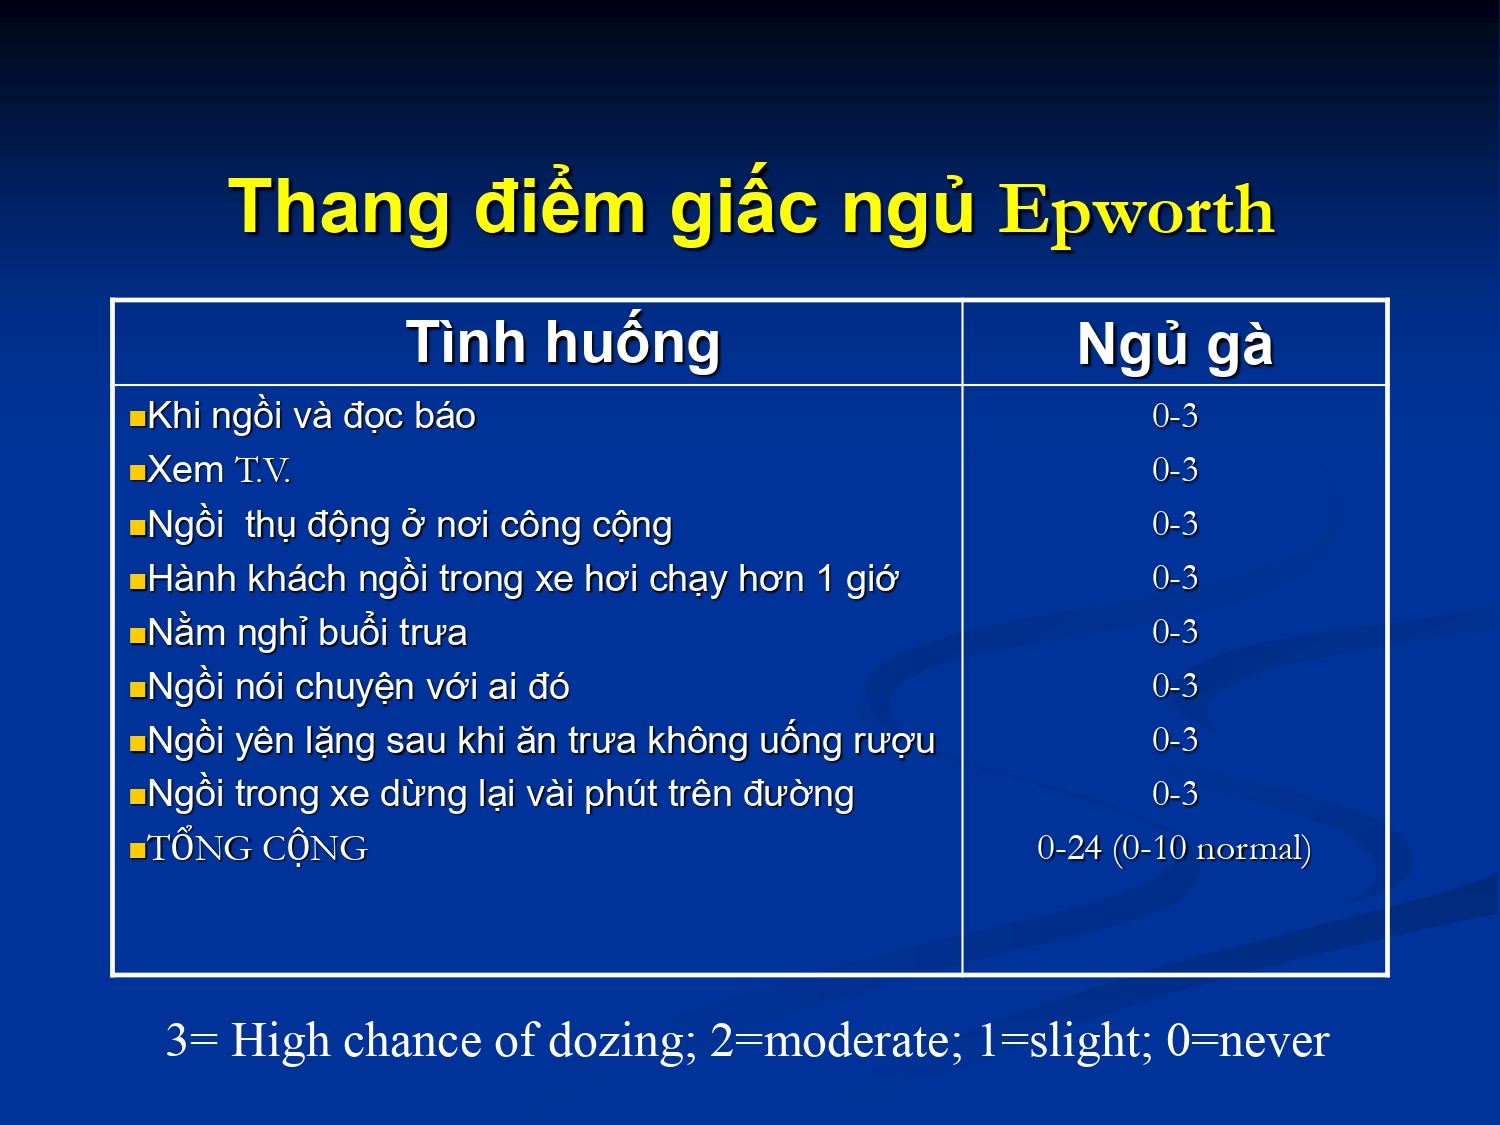 Thang điểm giấc ngủ Epworth
Tình huống Ngủ gà
Khi ngồi và đọc báo 0-3
Xem T.V. 0-3
Ngồi thụ động ở nơi công cộng 0-3
Hành khách ngồi trong xe hơi chạy hơn 1 giớ 0-3
Nằm nghỉ buổi trưa 0-3
Ngồi nói chuyện với ai đó 0-3
Ngồi yên lặng sau khi ăn trưa không uống rượu 0-3
Ngồi trong xe dừng lại vài phút trên đường 0-3
TỔNG CỘNG 0-24 (0-10 normal)
3= High chance of dozing; 2=moderate; 1=slight; 0=never